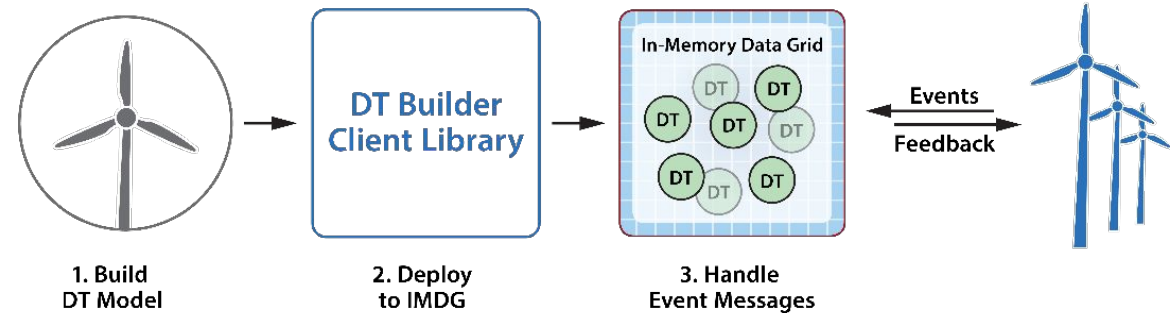 In-Memory Data Grid
DT Builder
Client Library
DT
DT
DT
DT
DT
DT
DT
DT
Events
Feedback
1. Build
DT Model
2. Deploy
to IMDG
3. Handle
Event Messages